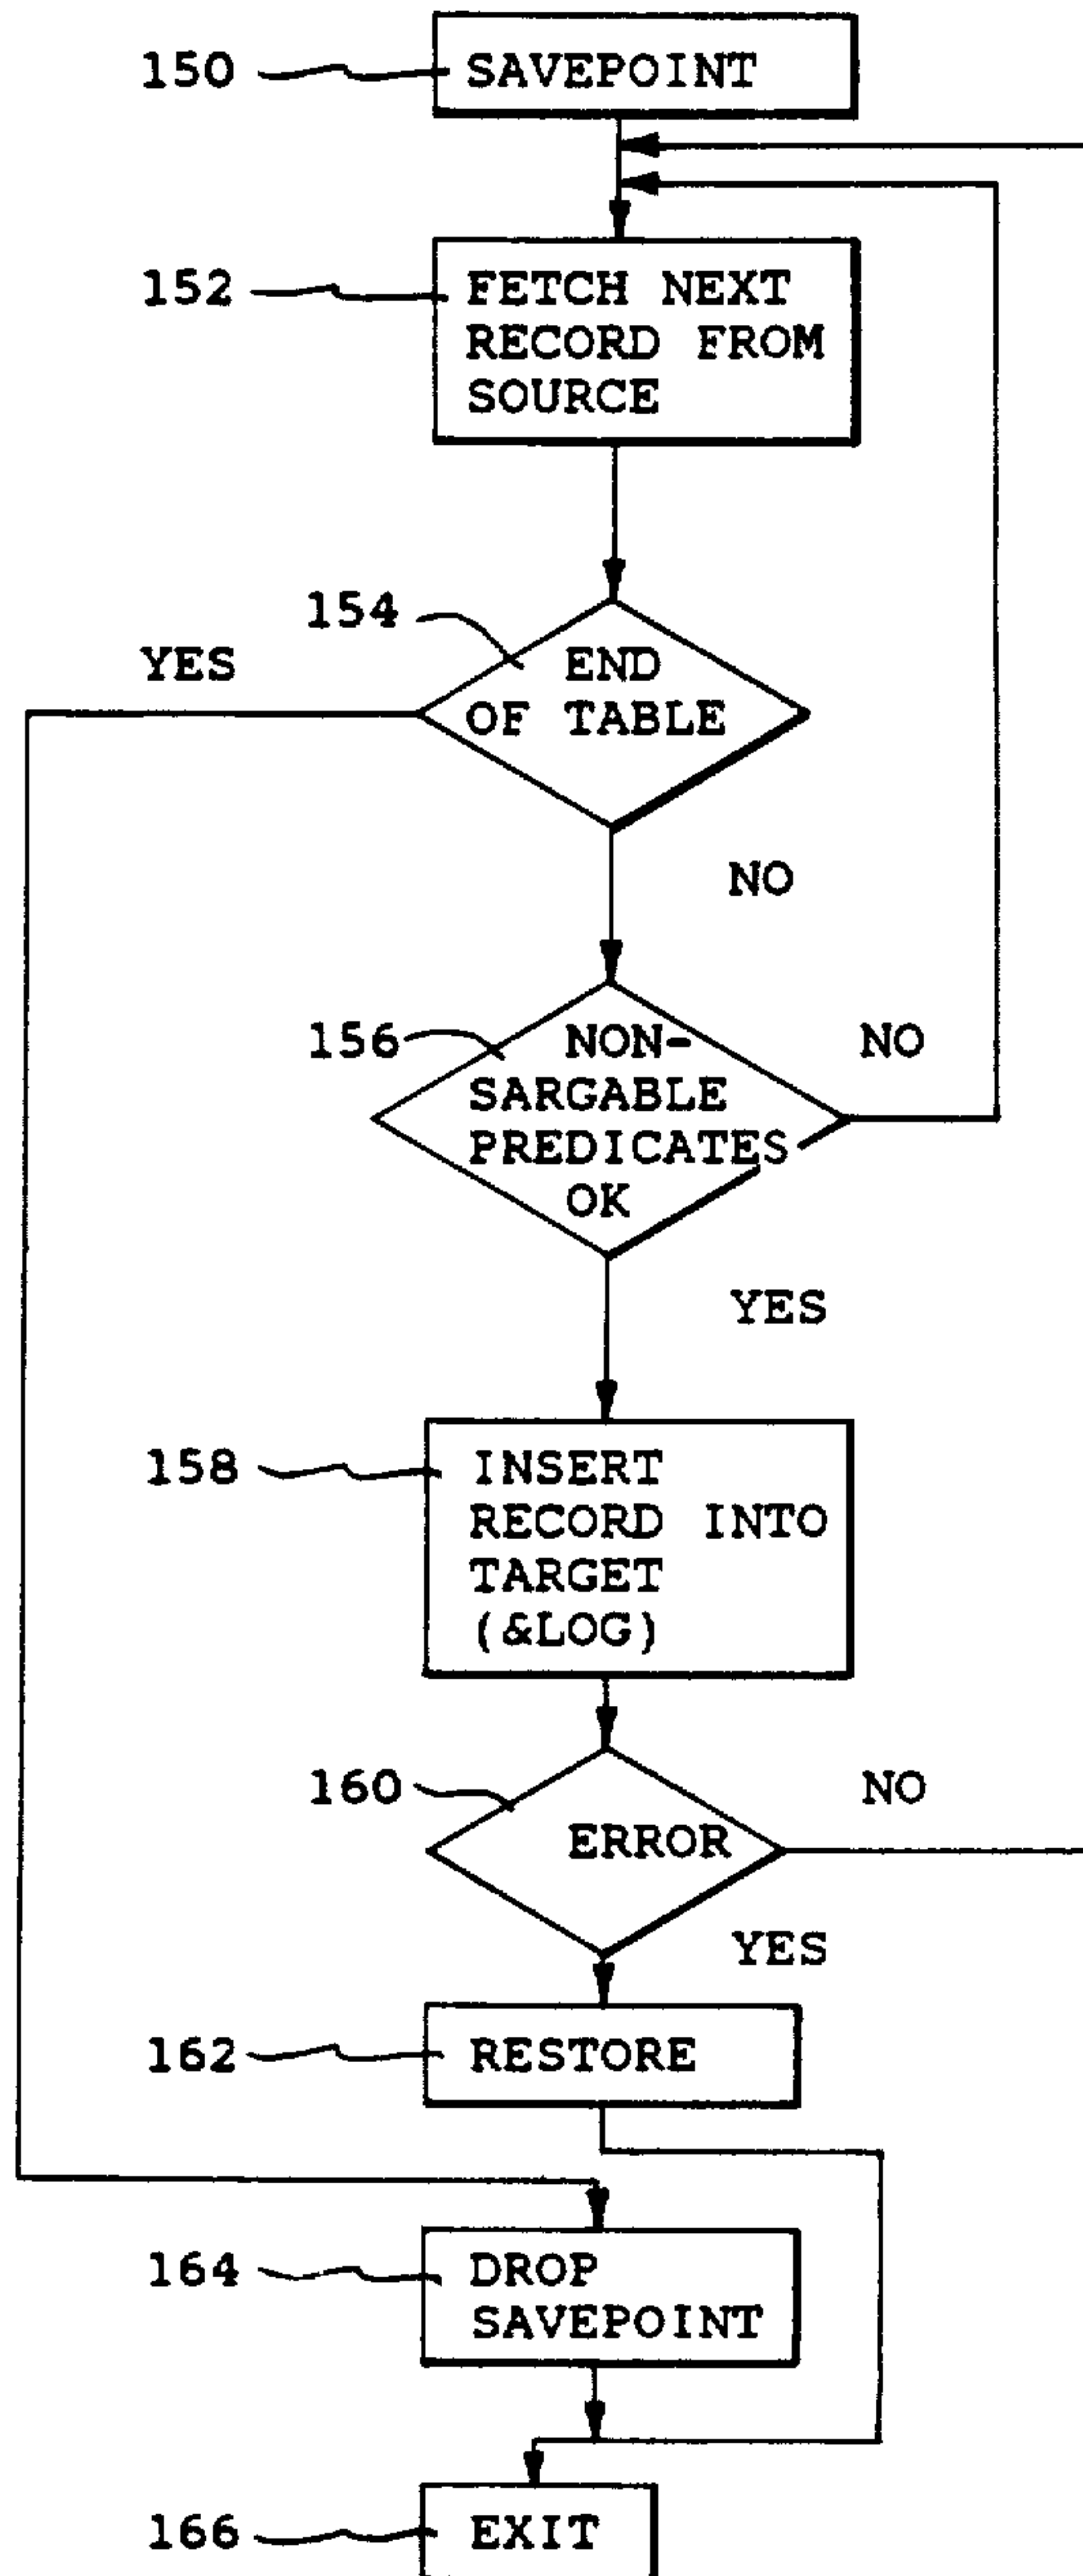 150 SAVEPOINT
152 FETCH NEXT
RECORD FROM
SOURCE
154
YES END
OF TABLE
NO
156 NON- NO
SARGABLE
PREDICATES
OK
YES
158 INSERT
RECORD INTO
TARGET
(&LOG)
160 NO
ERROR
YES
162 RESTORE
164 DROP
SAVEPOINT
166 EXIT